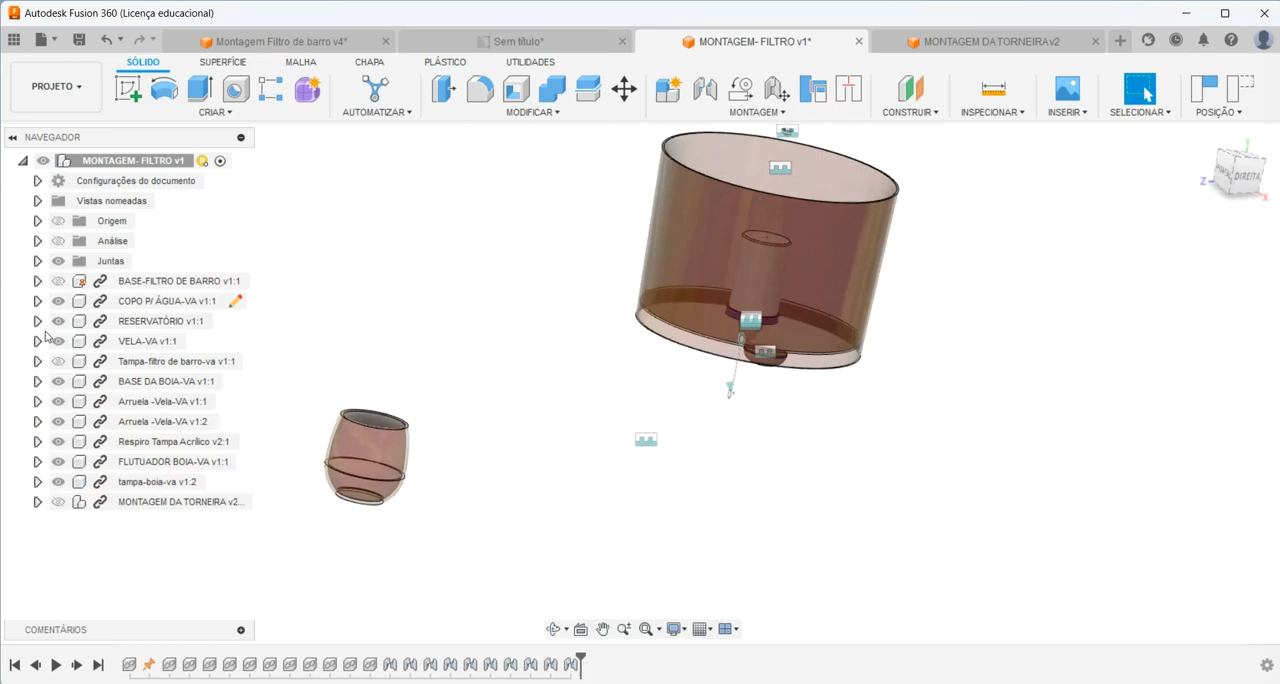 Autodesk Fusion 360 (Licença educacional)
Montagem Filtro de barro v4*
Sem título*
MONTAGEM- FILTRO v1*
MONTAGEM DA TORNEIRA v2
SÓLIDO
SUPERFÍCIE
MALHA
CHAPA
PLÁSTICO
UTILIDADES
PROJETO
CRIAR
AUTOMATIZAR
MODIFICAR
MONTAGEM
CONSTRUIR
INSPECIONAR
INSERIR
SELECIONAR
POSIÇÃO
NAVEGADOR
MONTAGEM- FILTRO v1
Configurações do documento
Vistas nomeadas
Origem
Análise
Juntas
BASE-FILTRO DE BARRO v1:1
COPO P/ ÁGUA-VA v1:1
RESERVATÓRIO v1:1
VELA-VA v1:1
Tampa-filtro de barro-va v1:1
BASE DA BOIA-VA v1:1
Arruela -Vela-VA v1:1
Arruela -Vela-VA v1:2
Respiro Tampa Acrílico v2:1
FLUTUADOR BOIA-VA v1:1
tampa-boia-va v1:2
MONTAGEM DA TORNEIRA v2...
Y
Z
X
DIREITA
COMENTÁRIOS